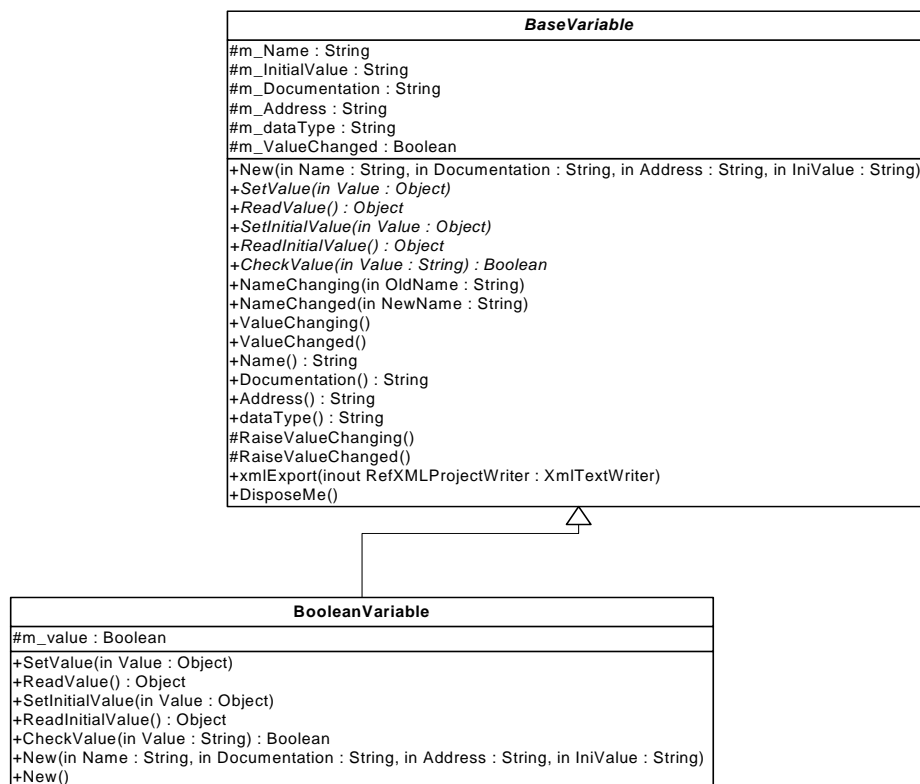 BaseVariable
#m_Name : String
#m_InitialValue : String
#m_Documentation : String
#m_Address : String
#m_dataType : String
#m_ValueChanged : Boolean
+New(in Name : String, in Documentation : String, in Address : String, in IniValue : String)
+SetValue(in Value : Object)
+ReadValue() : Object
+SetInitialValue(in Value : Object)
+ReadInitialValue() : Object
+CheckValue(in Value : String) : Boolean
+NameChanging(in OldName : String)
+NameChanged(in NewName : String)
+ValueChanging()
+ValueChanged()
+Name() : String
+Documentation() : String
+Address() : String
+dataType() : String
#RaiseValueChanging()
#RaiseValueChanged()
+xmlExport(inout RefXMLProjectWriter : XmlTextWriter)
+DisposeMe()
BooleanVariable
#m_value : Boolean
+SetValue(in Value : Object)
+ReadValue() : Object
+SetInitialValue(in Value : Object)
+ReadInitialValue() : Object
+CheckValue(in Value : String) : Boolean
+New(in Name : String, in Documentation : String, in Address : String, in IniValue : String)
+New()